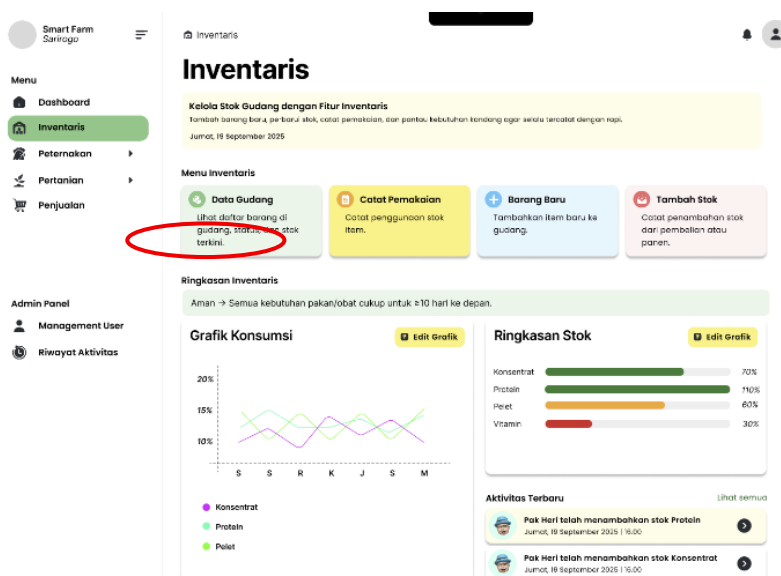 Smart Farm
Sarirogo
Menu
Dashboard
Inventaris
Peternakan
Pertanian
Penjualan
Admin Panel
Management User
Riwayat Aktivitas
Inventaris
Inventaris
Kelola Stok Gudang dengan Fitur Inventaris
Tambah barang baru, perbarui stok, catat pemakaian, dan pantau kebutuhan kandang agar selalu tercatat dengan rapi.
Jumat, 19 September 2025
Menu Inventaris
Data Gudang
Lihat daftar barang di
gudang, status, dan stok
terkini.
Catat Pemakaian
Catat penggunaan stok
item.
Barang Baru
Tambahkan item baru ke
gudang.
Tambah Stok
Catat penambahan stok
dari pembelian atau
panen.
Ringkasan Inventaris
Aman → Semua kebutuhan pakan/obat cukup untuk ≥10 hari ke depan.
Grafik Konsumsi
Edit Grafik
20%
15%
10%
S S R K J S M
Konsentrat
Protein
Pelet
Ringkasan Stok
Edit Grafik
Konsentrat 70%
Protein 110%
Pelet 60%
Vitamin 30%
Aktivitas Terbaru
Lihat semua
Pak Heri telah menambahkan stok Protein
Jumat, 19 September 2025 | 16.00
Pak Heri telah menambahkan stok Konsentrat
Jumat, 19 September 2025 | 16.00